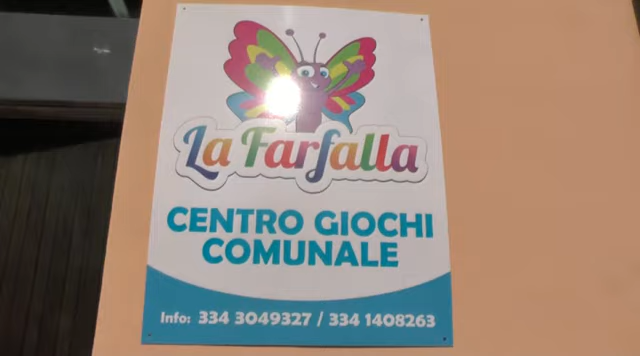 La Farfalla
CENTRO GIOCHI
COMUNALE
Info: 334 3049327 / 334 1408263